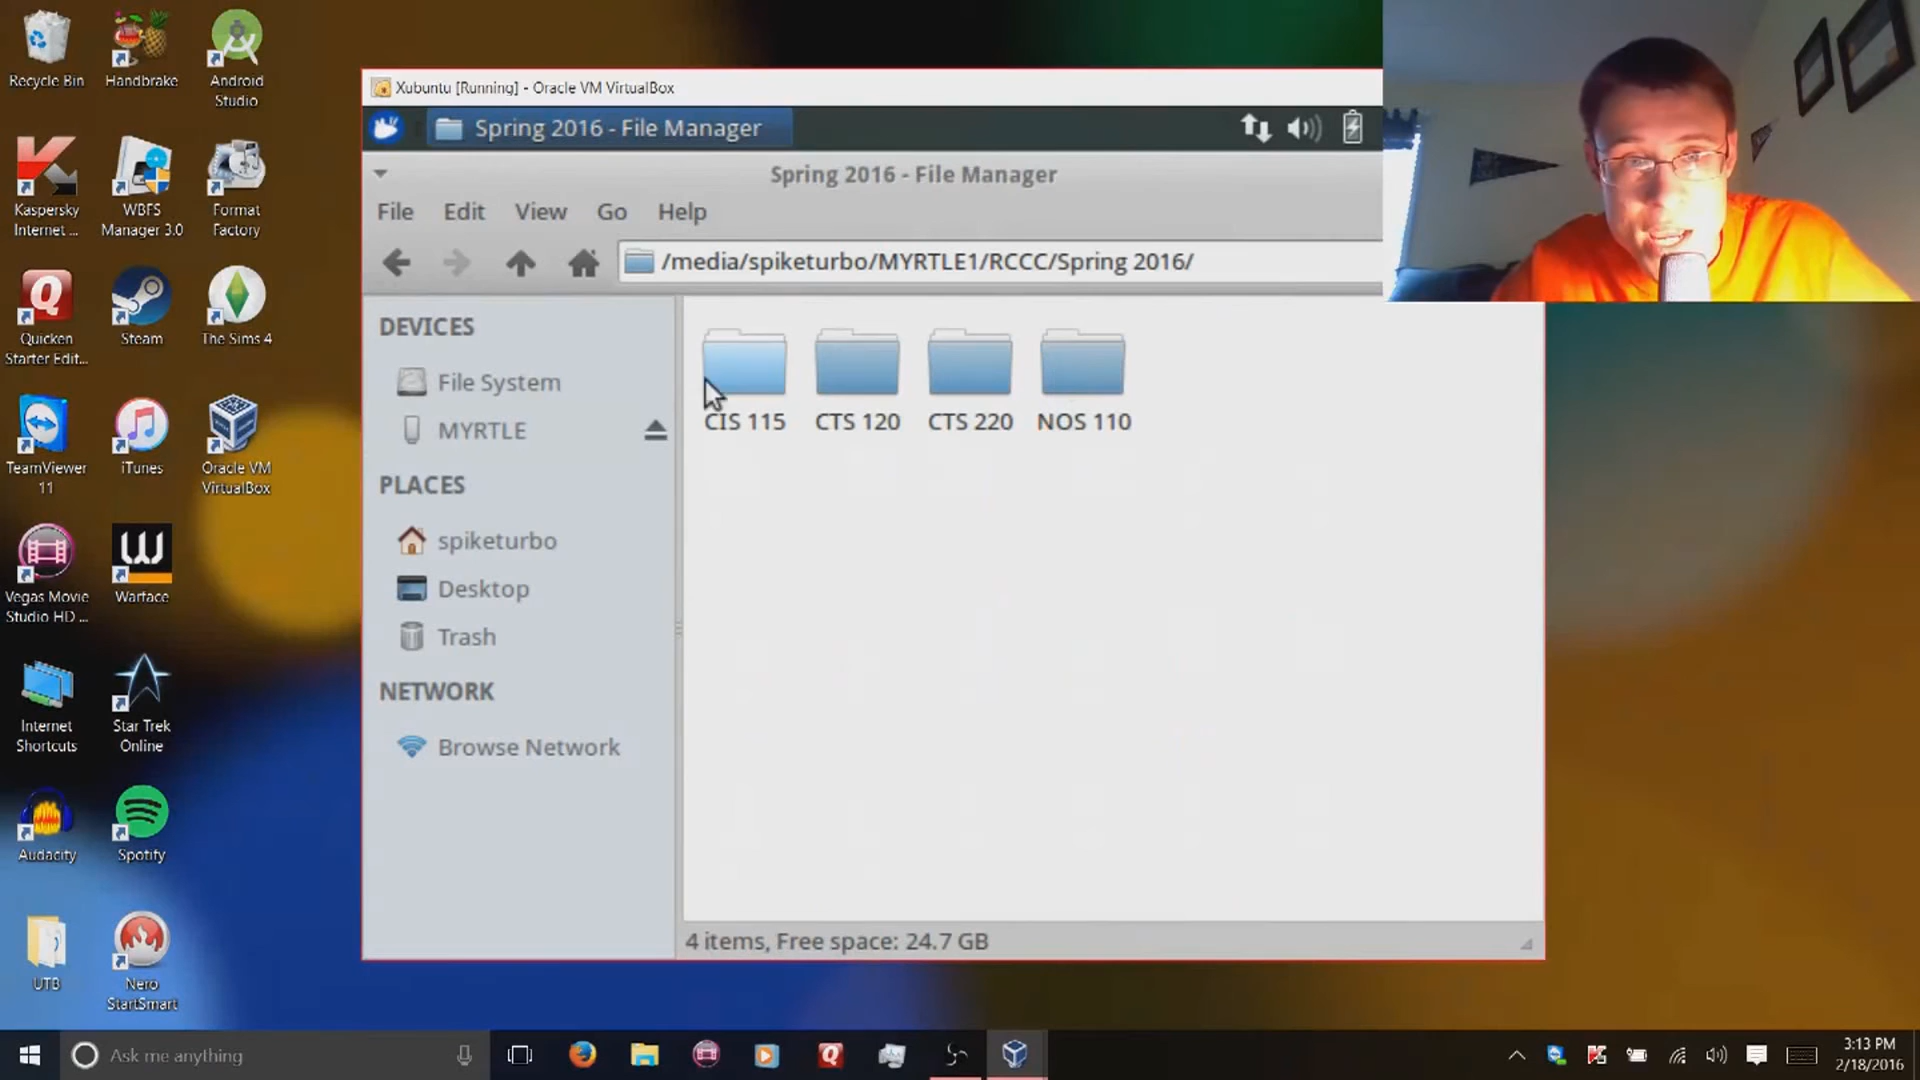 Recycle Bin
Handbrake
Android
Studio
Kaspersky
Internet ...
WBFS
Manager 3.0
Format
Factory
Quicken
Starter Edit...
Steam
The Sims 4
TeamViewer
11
iTunes
Oracle VM
VirtualBox
Vegas Movie
Studio HD ...
Warface
Internet
Shortcuts
Star Trek
Online
Audacity
Spotify
UTB
Nero
StartSmart
Xubuntu [Running] - Oracle VM VirtualBox
Spring 2016 - File Manager
Spring 2016 - File Manager
File Edit View Go Help
/media/spiketurbo/MYRTLE1/RCCC/Spring 2016/
DEVICES
File System
MYRTLE
PLACES
spiketurbo
Desktop
Trash
NETWORK
Browse Network
CIS 115
CTS 120
CTS 220
NOS 110
4 items, Free space: 24.7 GB
Ask me anything
3:13 PM
2/18/2016